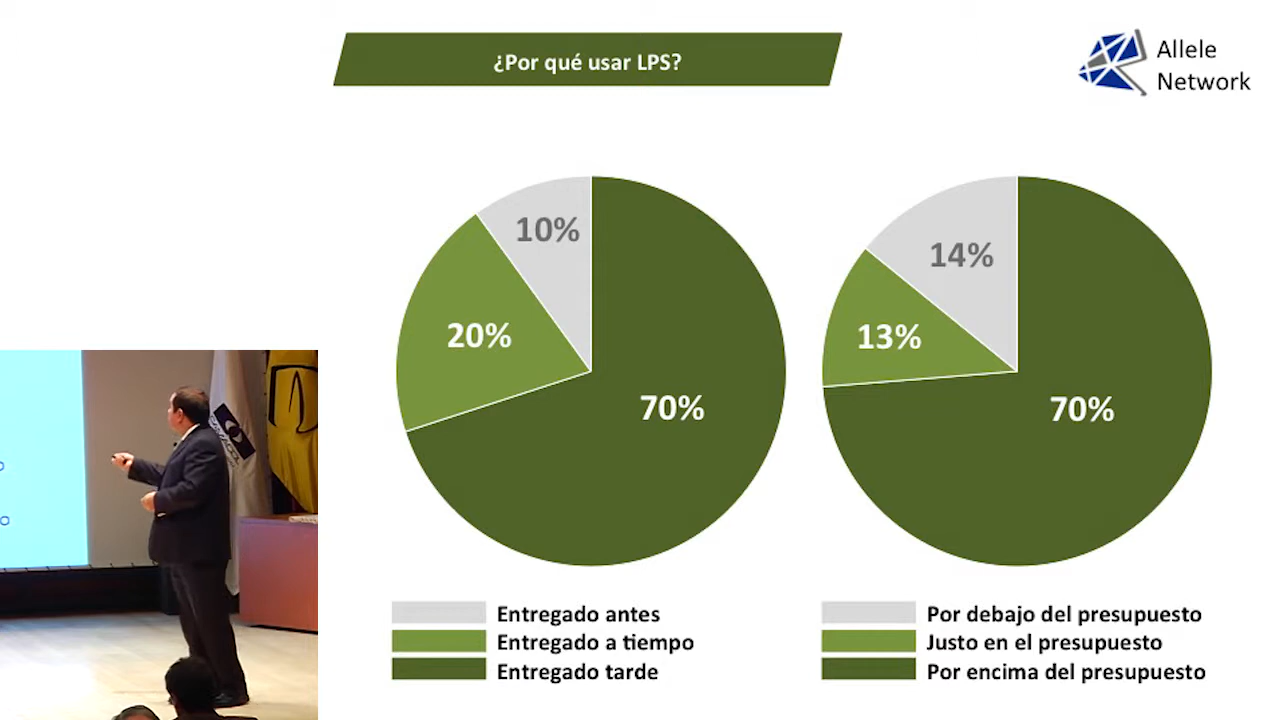 ¿Por qué usar LPS?
Allele
Network
10%
20%
70%
14%
13%
70%
Entregado antes
Entregado a tiempo
Entregado tarde
Por debajo del presupuesto
Justo en el presupuesto
Por encima del presupuesto